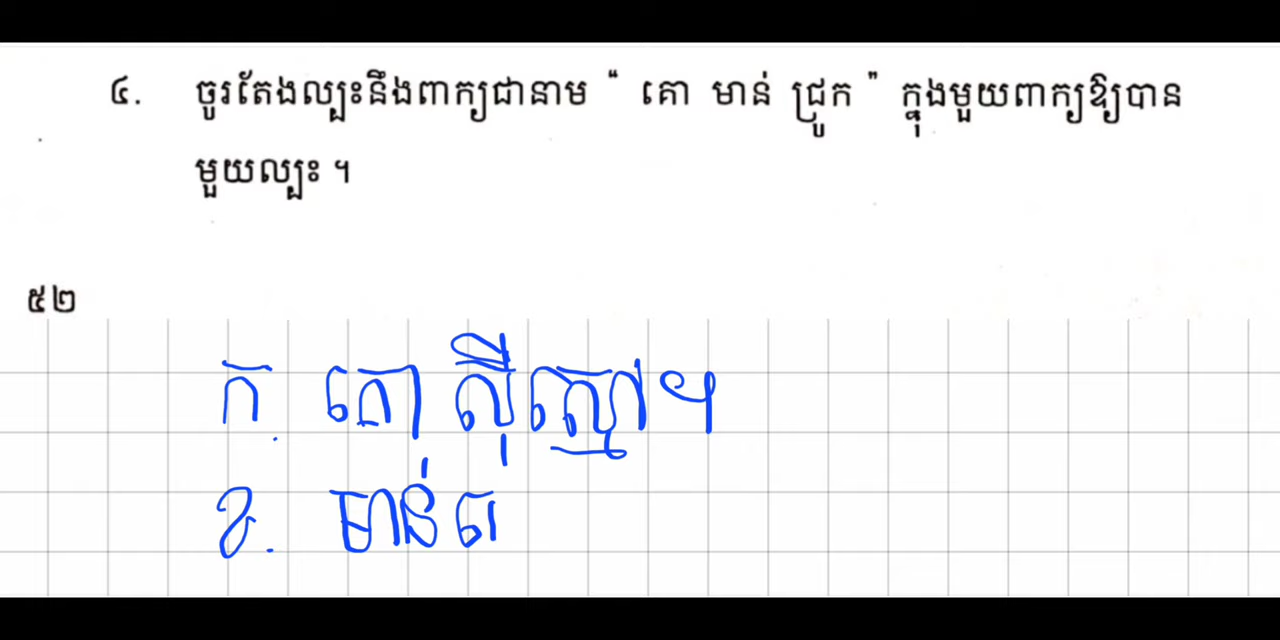 ៤. ចូរតែងល្បះនឹងពាក្យជានាម “ គោ មាន់ ជ្រូក ” ក្នុងមួយពាក្យឱ្យបាន
មួយល្បះ ។
៥២
ក. គោ ស៊ីស្មៅ ។
ខ. មាន់ព